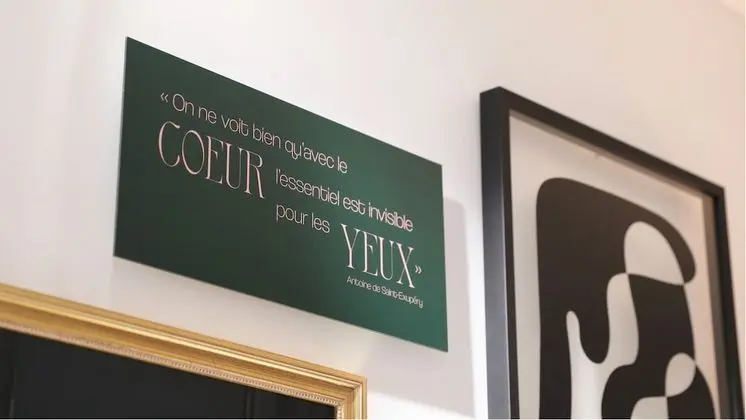 « On ne voit bien qu'avec le
COEUR l'essentiel est invisible
pour les
YEUX »
Antoine de Saint-Exupéry